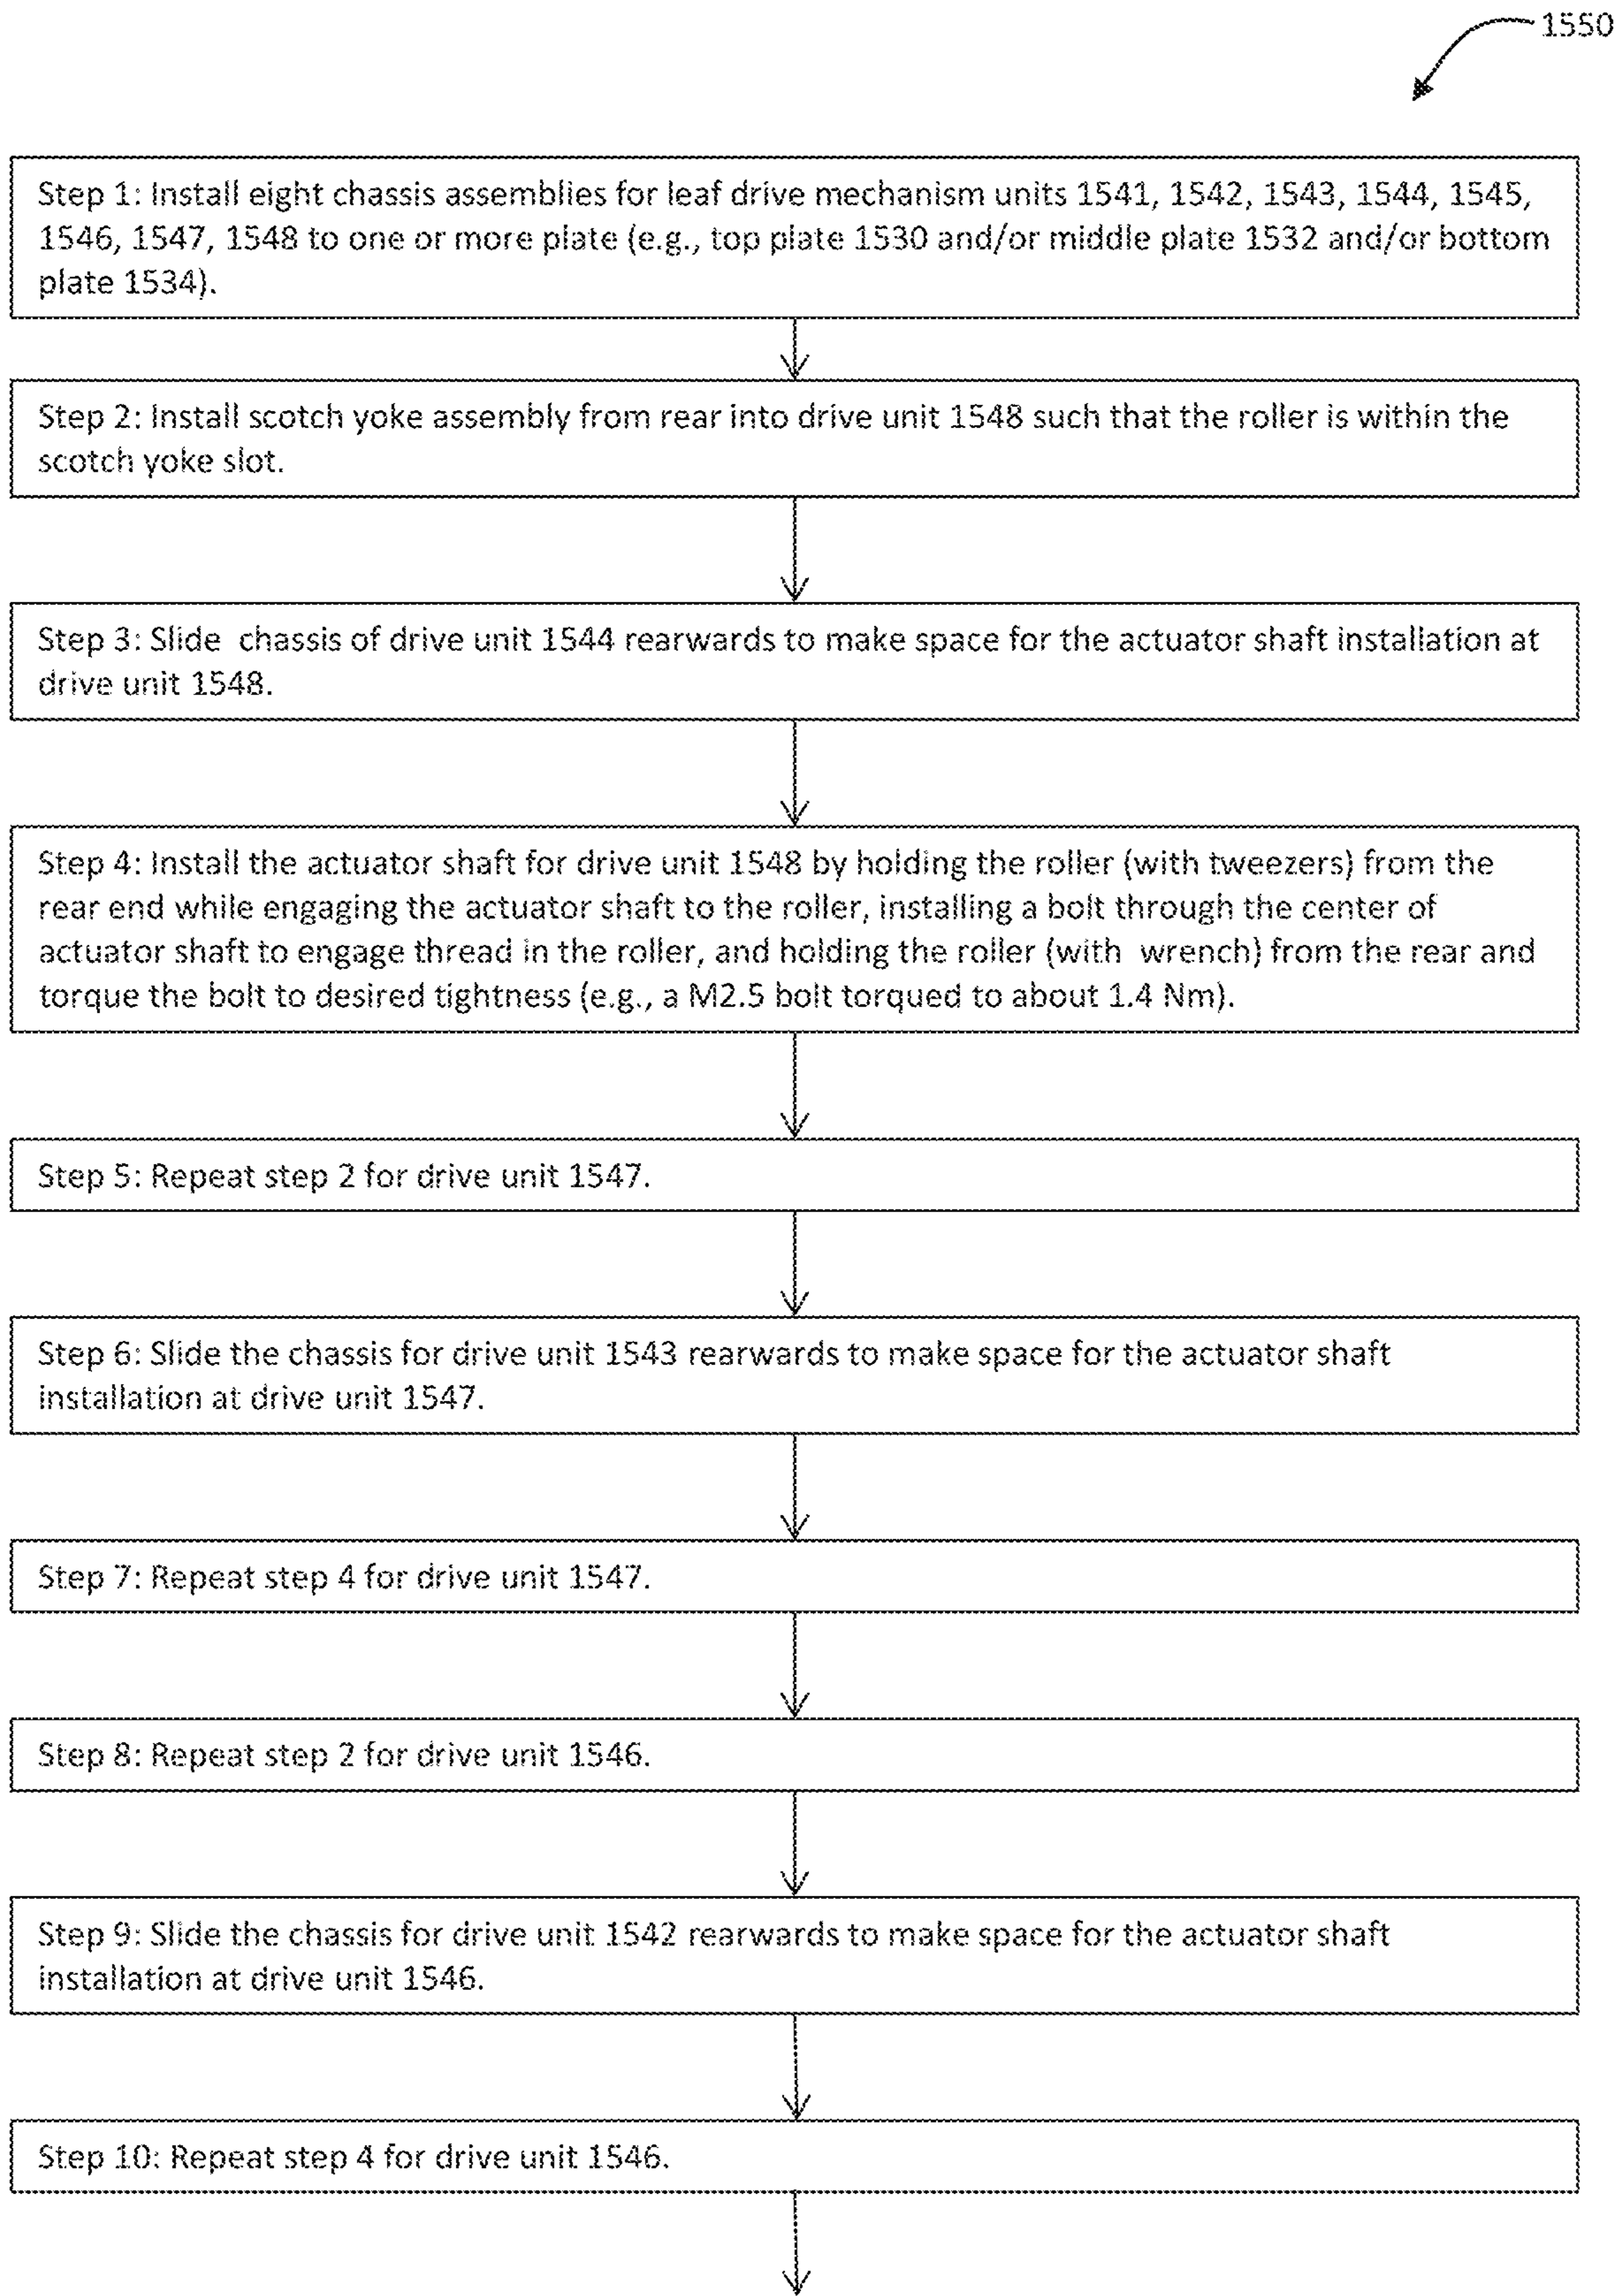 1550
Step 1: Install eight chassis assemblies for leaf drive mechanism units 1541, 1542, 1543, 1544, 1545,
1546, 1547, 1548 to one or more plate (e.g., top plate 1530 and/or middle plate 1532 and/or bottom
plate 1534).
Step 2: Install scotch yoke assembly from rear into drive unit 1548 such that the roller is within the
scotch yoke slot.
Step 3: Slide chassis of drive unit 1544 rearwards to make space for the actuator shaft installation at
drive unit 1548.
Step 4: Install the actuator shaft for drive unit 1548 by holding the roller (with tweezers) from the
rear end while engaging the actuator shaft to the roller, installing a bolt through the center of
actuator shaft to engage thread in the roller, and holding the roller (with wrench) from the rear and
torque the bolt to desired tightness (e.g., a M2.5 bolt torqued to about 1.4 Nm).
Step 5: Repeat step 2 for drive unit 1547.
Step 6: Slide the chassis for drive unit 1543 rearwards to make space for the actuator shaft
installation at drive unit 1547.
Step 7: Repeat step 4 for drive unit 1547.
Step 8: Repeat step 2 for drive unit 1546.
Step 9: Slide the chassis for drive unit 1542 rearwards to make space for the actuator shaft
installation at drive unit 1546.
Step 10: Repeat step 4 for drive unit 1546.